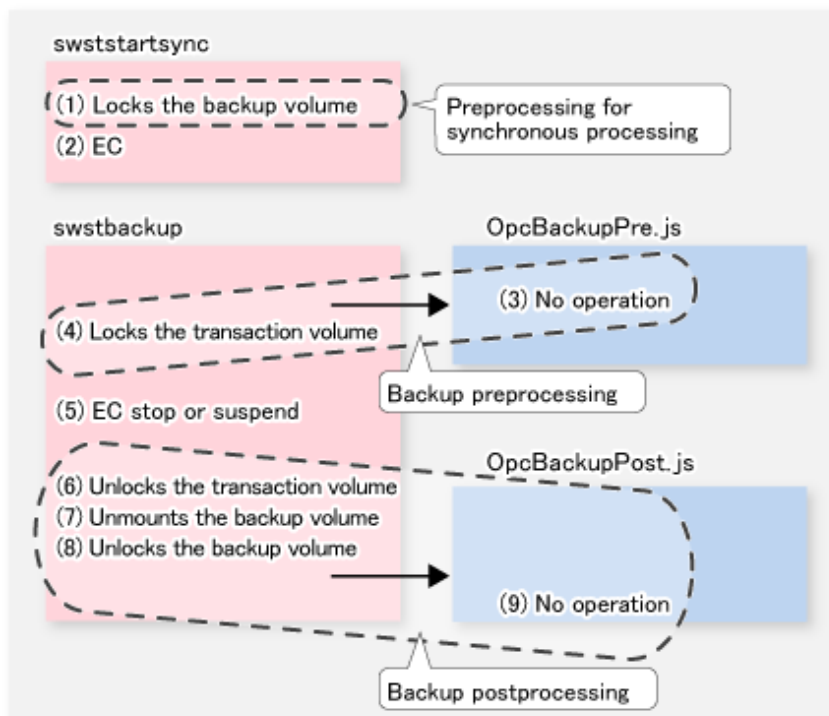 swststartsync
(1) Locks the backup volume
(2) EC
Preprocessing for
synchronous processing
swstbackup
OpcBackupPre.js
(3) No operation
(4) Locks the transaction volume
Backup preprocessing
(5) EC stop or suspend
OpcBackupPost.js
(6) Unlocks the transaction volume
(7) Unmounts the backup volume
(8) Unlocks the backup volume
(9) No operation
Backup postprocessing